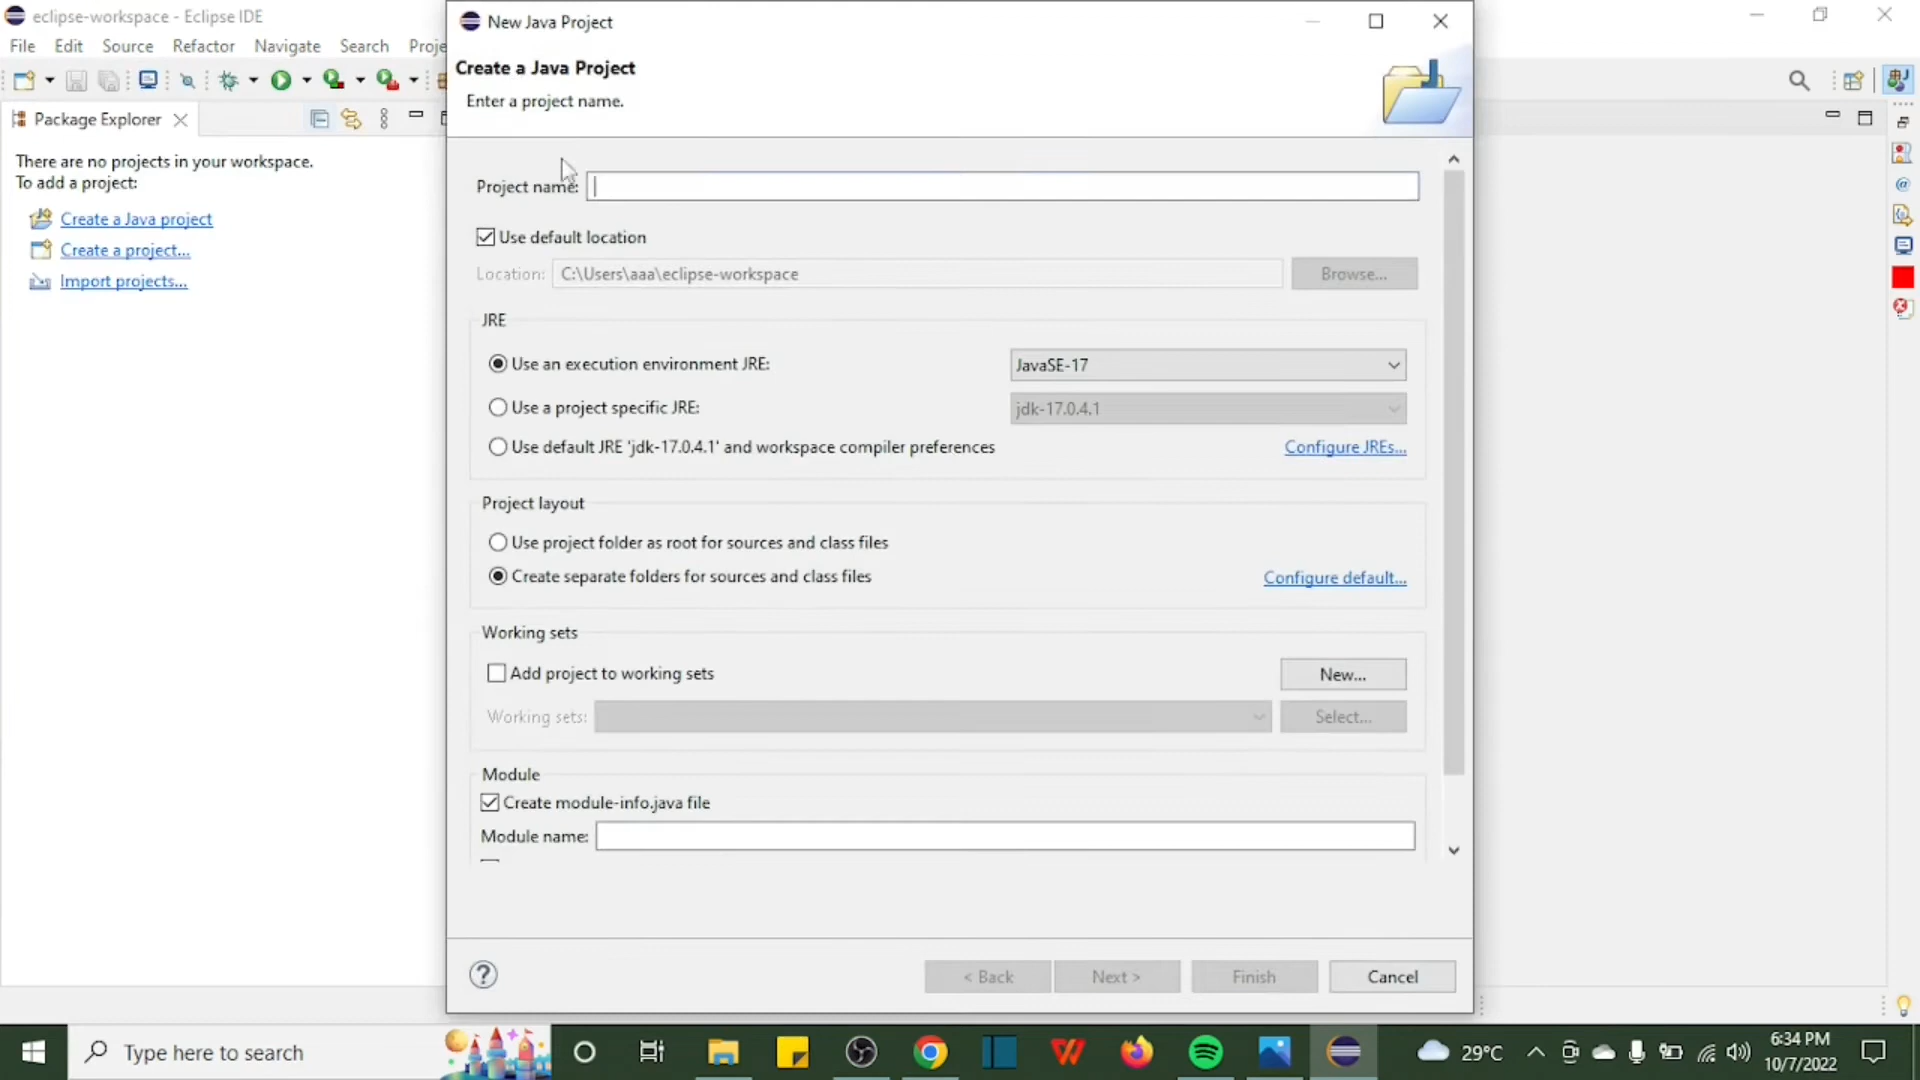 eclipse-workspace - Eclipse IDE
File Edit Source Refactor Navigate Search
Package Explorer
There are no projects in your workspace.
To add a project:
Create a Java project
Create a project...
Import projects...
New Java Project
Create a Java Project
Enter a project name.
Project name:
Use default location
Location: C:\Users\aaa\eclipse-workspace Browse...
JRE
Use an execution environment JRE: JavaSE-17
Use a project specific JRE: jdk-17.0.4.1
Use default JRE 'jdk-17.0.4.1' and workspace compiler preferences Configure JREs...
Project layout
Use project folder as root for sources and class files
Create separate folders for sources and class files Configure default...
Working sets
Add project to working sets New...
Working sets: Select...
Module
Create module-info.java file
Module name:
< Back Next > Finish Cancel
Type here to search
29°C
6:34 PM
10/7/2022